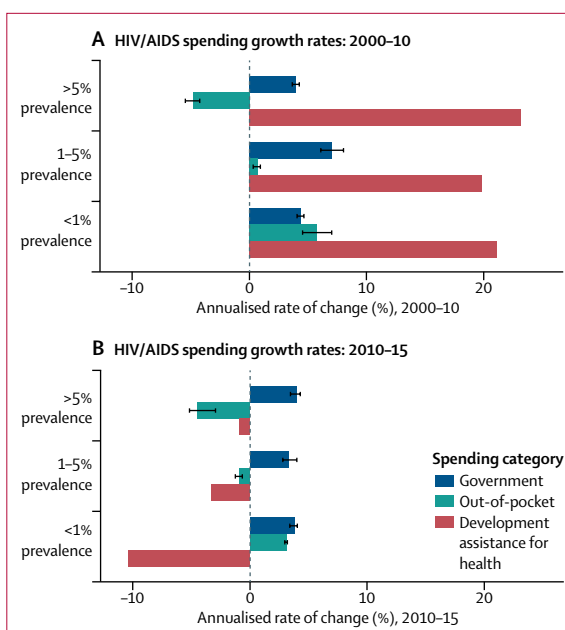 A HIV/AIDS spending growth rates: 2000–10
>5%
prevalence
1–5%
prevalence
<1%
prevalence
–10 0 10 20
Annualised rate of change (%), 2000–10
B HIV/AIDS spending growth rates: 2010–15
>5%
prevalence
1–5%
prevalence
<1%
prevalence
Spending category
Government
Out-of-pocket
Development
assistance for
health
–10 0 10 20
Annualised rate of change (%), 2010–15